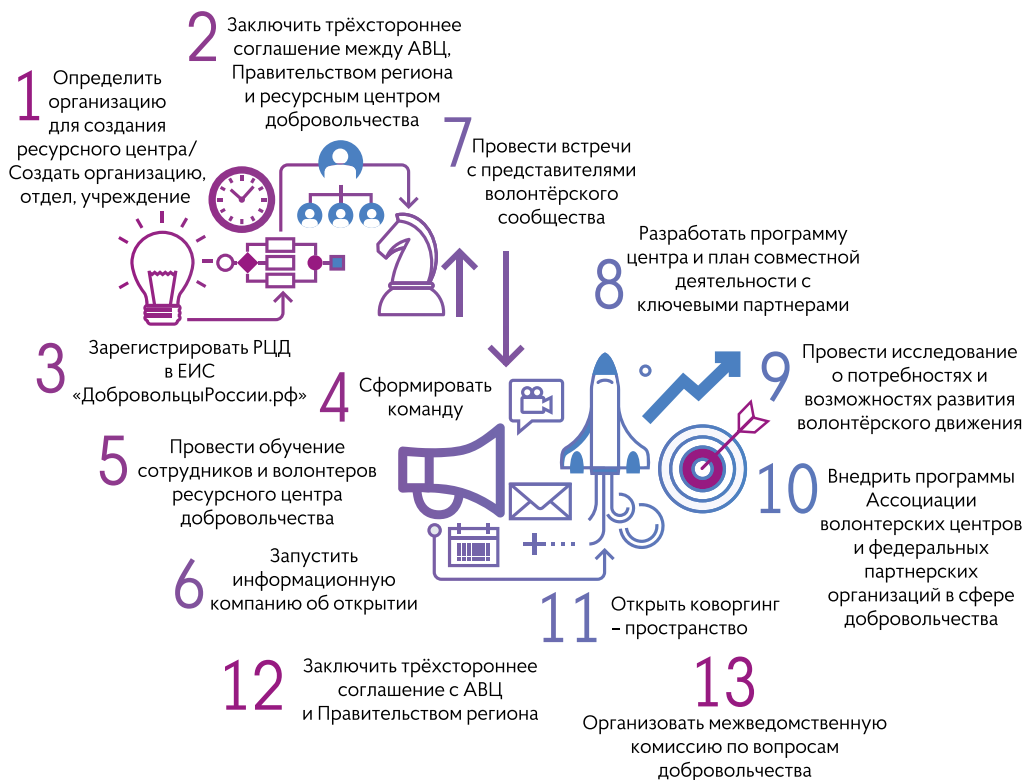 1
Определить
организацию
для создания
ресурсного центра/
Создать организацию,
отдел, учреждение
2
Заключить трёхстороннее
соглашение между АВЦ,
Правительством региона
и ресурсным центром
добровольчества
3
Зарегистрировать РЦД
в ЕИС
«ДобровольцыРоссии.рф»
4
Сформировать
команду
5
Провести обучение
сотрудников и волонтеров
ресурсного центра
добровольчества
6
Запустить
информационную
компанию об открытии
7
Провести встречи
с представителями
волонтёрского
сообщества
8
Разработать программу
центра и план совместной
деятельности с
ключевыми партнерами
9
Провести исследование
о потребностях и
возможностях развития
волонтёрского движения
10
Внедрить программы
Ассоциации
волонтерских центров
и федеральных
партнерских
организаций в сфере
добровольчества
11
Открыть коворгинг
– пространство
12
Заключить трёхстороннее
соглашение с АВЦ
и Правительством региона
13
Организовать межведомственную
комиссию по вопросам
добровольчества